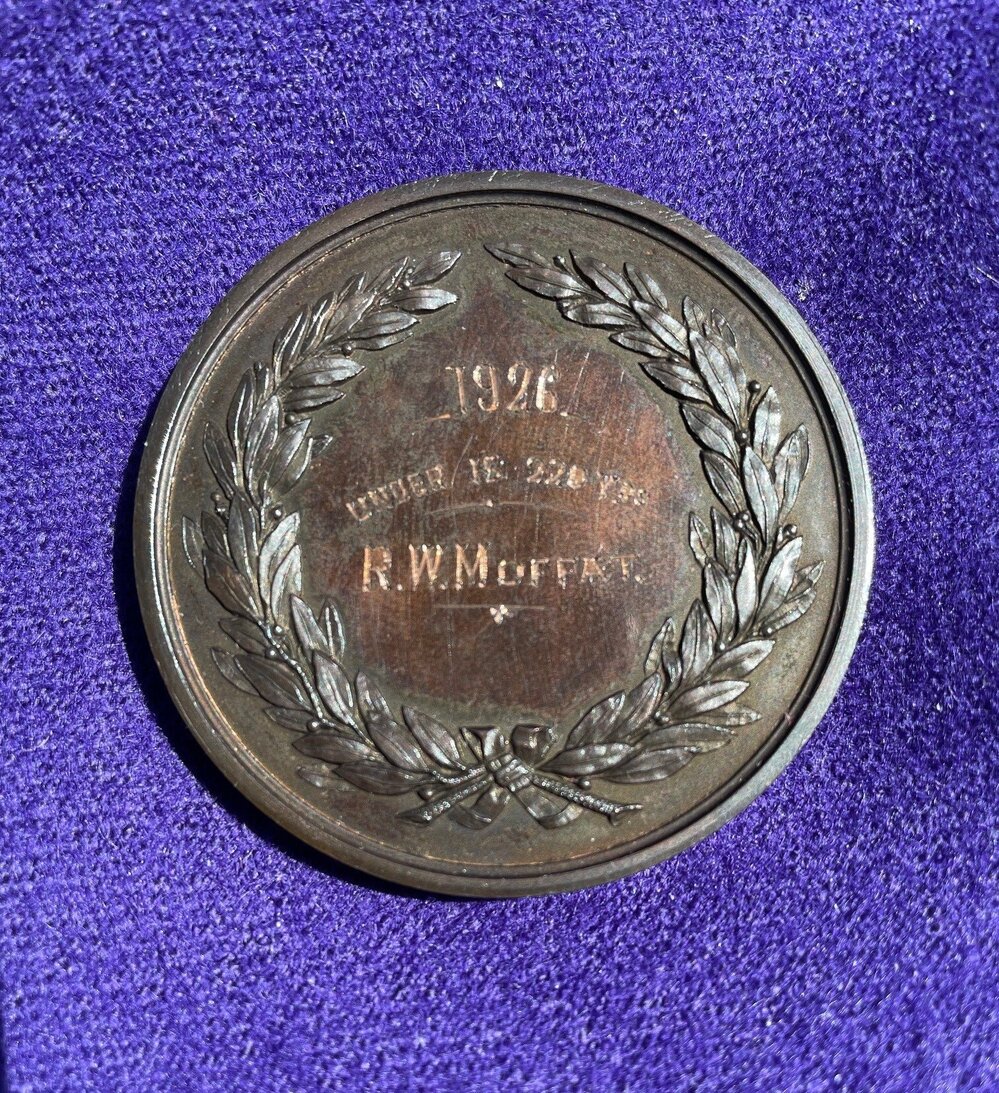 1926
UNDER 220 YDS
R.W.MOFFAT.